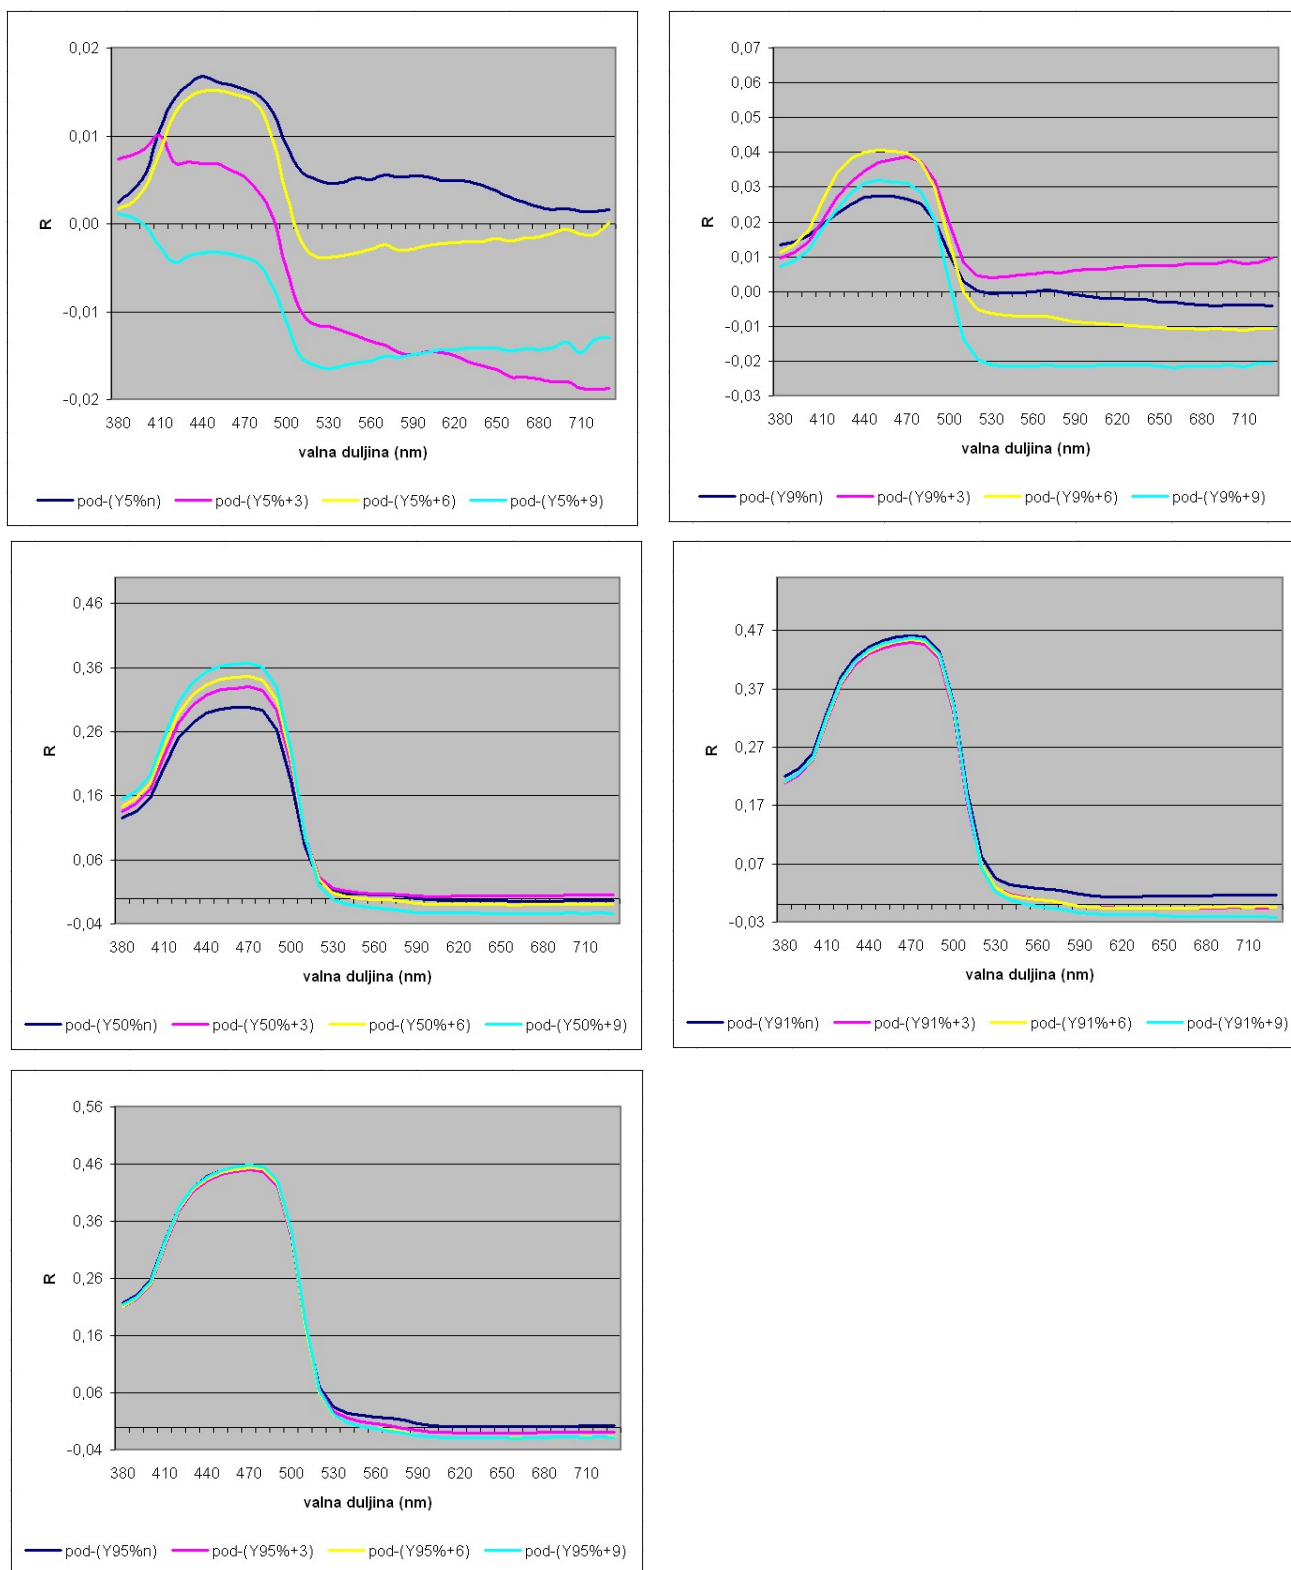 0,02
0,01
0,00
-0,01
-0,02
R
380 410 440 470 500 530 560 590 620 650 680 710
valna duljina (nm)
pod-(Y5%n) pod-(Y5%+3) pod-(Y5%+6) pod-(Y5%+9)
0,07
0,06
0,05
0,04
0,03
0,02
0,01
0,00
-0,01
-0,02
-0,03
R
380 410 440 470 500 530 560 590 620 650 680 710
valna duljina (nm)
pod-(Y9%n) pod-(Y9%+3) pod-(Y9%+6) pod-(Y9%+9)
0,46
0,36
0,26
0,16
0,06
-0,04
R
380 410 440 470 500 530 560 590 620 650 680 710
valna duljina (nm)
pod-(Y50%n) pod-(Y50%+3) pod-(Y50%+6) pod-(Y50%+9)
0,47
0,37
0,27
0,17
0,07
-0,03
R
380 410 440 470 500 530 560 590 620 650 680 710
valna duljina (nm)
pod-(Y91%n) pod-(Y91%+3) pod-(Y91%+6) pod-(Y91%+9)
0,56
0,46
0,36
0,26
0,16
0,06
-0,04
R
380 410 440 470 500 530 560 590 620 650 680 710
valna duljina (nm)
pod-(Y95%n) pod-(Y95%+3) pod-(Y95%+6) pod-(Y95%+9)